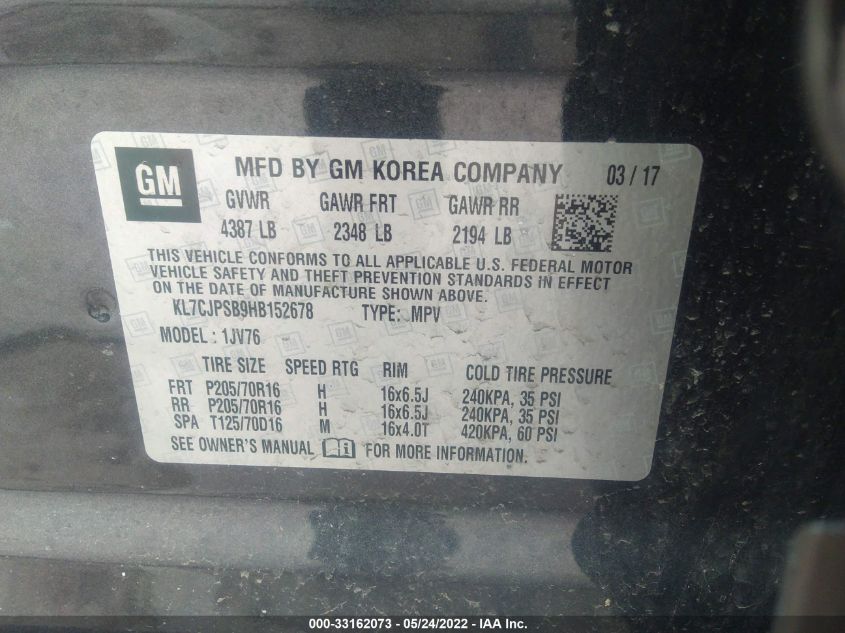 GM MFD BY GM KOREA COMPANY 03 / 17
GVWR GAWR FRT GAWR RR
4387 LB 2348 LB 2194 LB
THIS VEHICLE CONFORMS TO ALL APPLICABLE U.S. FEDERAL MOTOR
VEHICLE SAFETY AND THEFT PREVENTION STANDARDS IN EFFECT
ON THE DATE OF MANUFACTURE SHOWN ABOVE.
KL7CJPSB9HB152678 TYPE: MPV
MODEL : 1JV76
TIRE SIZE SPEED RTG RIM COLD TIRE PRESSURE
FRT P205/70R16 H 16x6.5J 240KPA, 35 PSI
RR P205/70R16 H 16x6.5J 240KPA, 35 PSI
SPA T125/70D16 M 16x4.0T 420KPA, 60 PSI
SEE OWNER'S MANUAL FOR MORE INFORMATION.
000-33162073 - 05/24/2022 - IAA Inc.